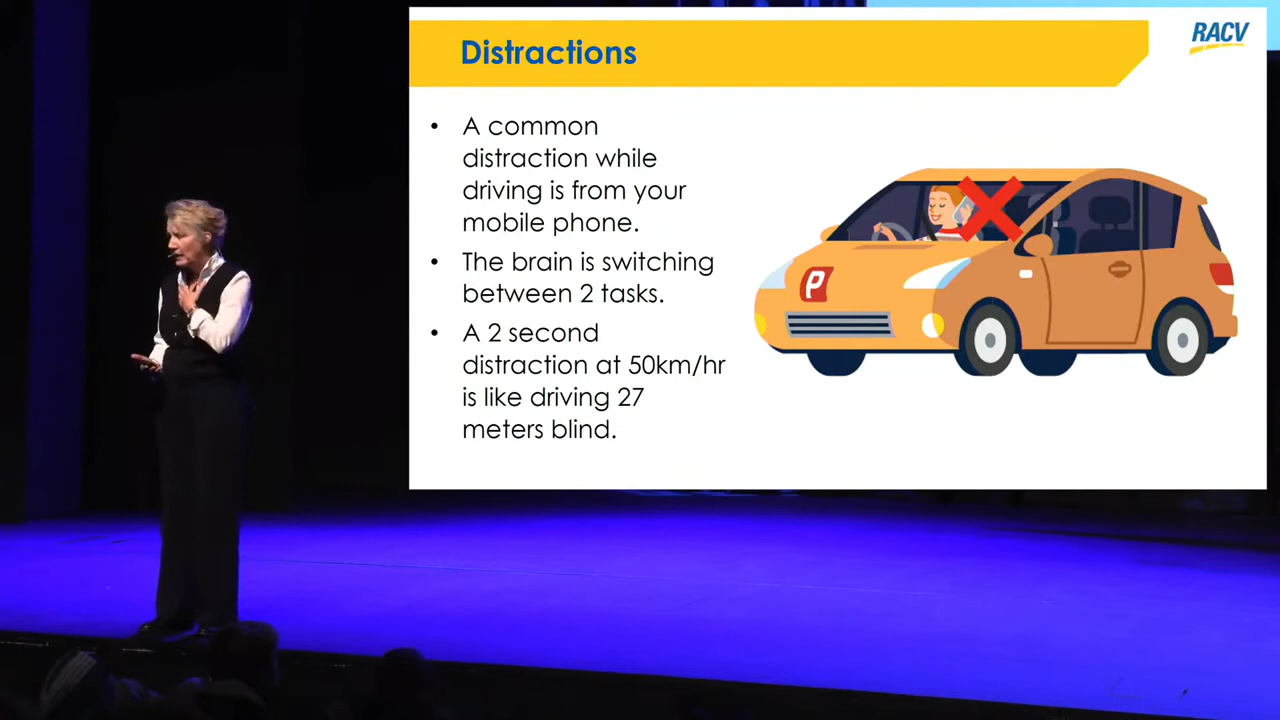 Distractions
RACV
• A common
distraction while
driving is from your
mobile phone.
• The brain is switching
between 2 tasks.
• A 2 second
distraction at 50km/hr
is like driving 27
meters blind.
P